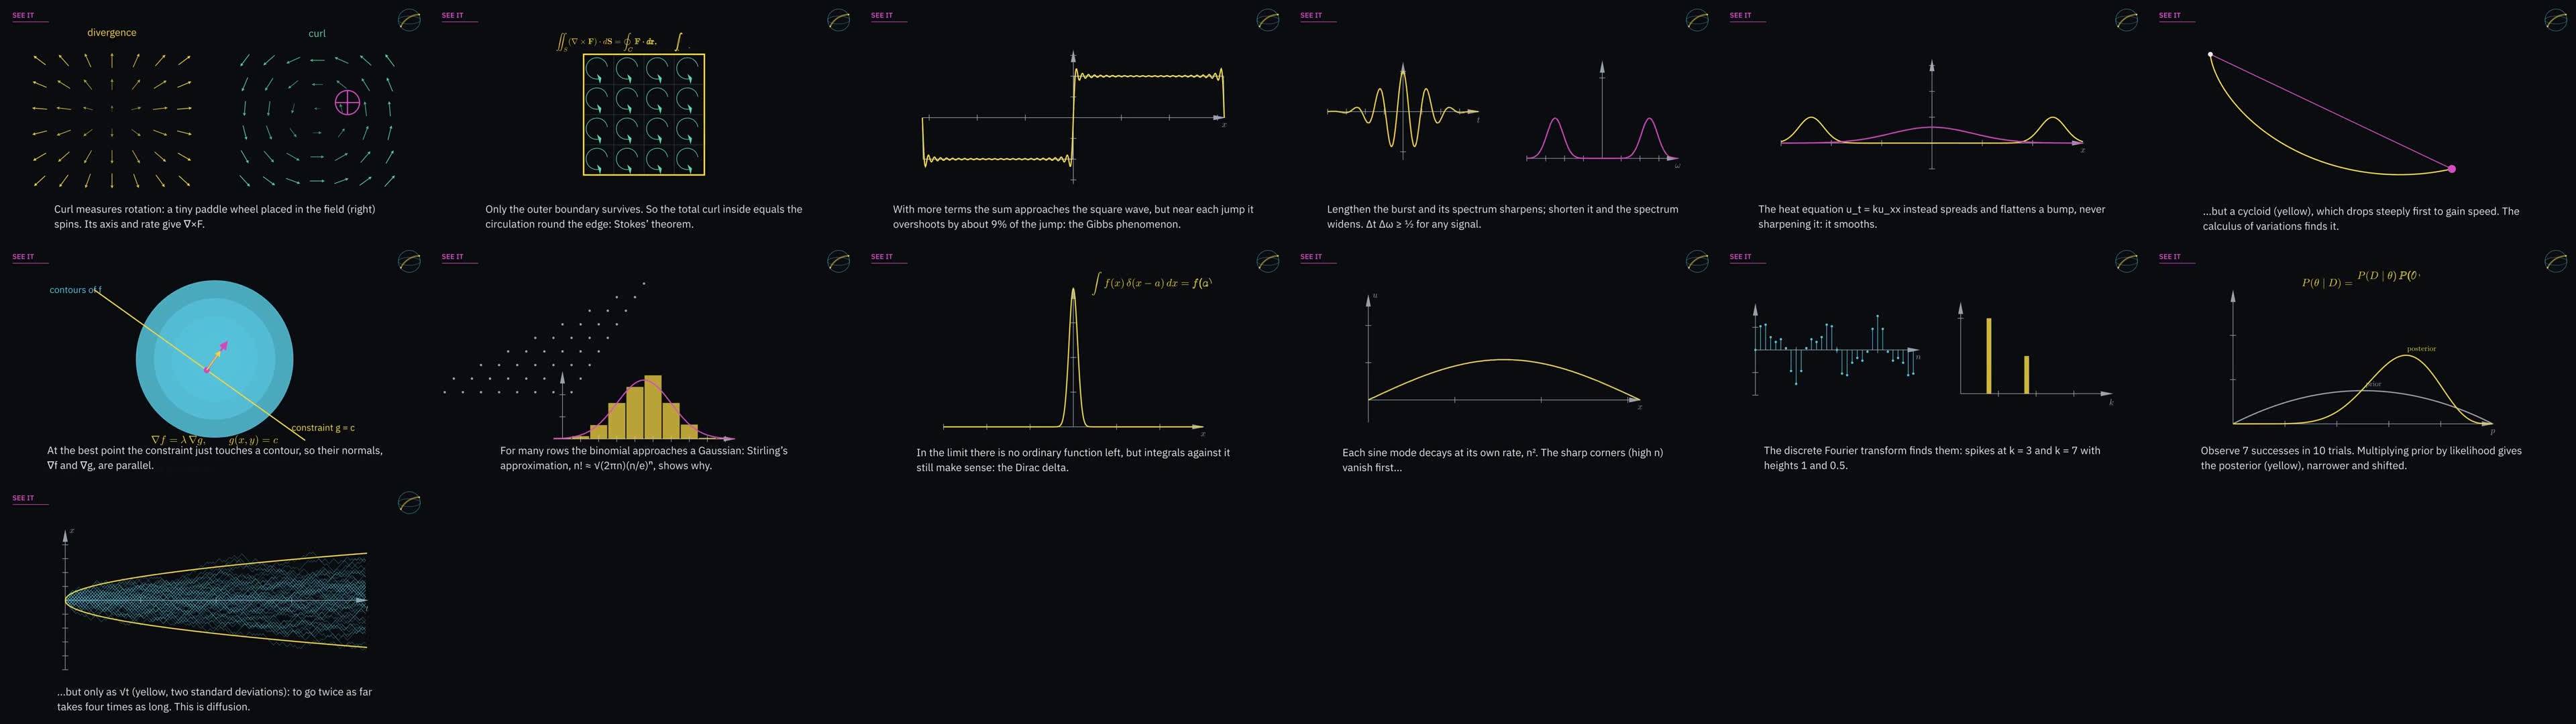 SEE IT
divergence
curl
Curl measures rotation: a tiny paddle wheel placed in the field (right)
spins. Its axis and rate give ∇×F.
SEE IT
∬_S (∇ × F) · dS = ∮_C F · dr,
Only the outer boundary survives. So the total curl inside equals the
circulation round the edge: Stokes’ theorem.
SEE IT
x
With more terms the sum approaches the square wave, but near each jump it
overshoots by about 9% of the jump: the Gibbs phenomenon.
SEE IT
t
ω
Lengthen the burst and its spectrum sharpens; shorten it and the spectrum
widens. Δt Δω ≥ ½ for any signal.
SEE IT
x
The heat equation u_t = ku_xx instead spreads and flattens a bump, never
sharpening it: it smooths.
SEE IT
...but a cycloid (yellow), which drops steeply first to gain speed. The
calculus of variations finds it.
SEE IT
contours of f
constraint g = c
∇f = λ ∇g, g(x, y) = c
At the best point the constraint just touches a contour, so their normals,
∇f and ∇g, are parallel.
SEE IT
For many rows the binomial approaches a Gaussian: Stirling’s
approximation, n! ≈ √(2πn)(n/e)ⁿ, shows why.
SEE IT
∫ f(x) δ(x − a) dx = f(a)
x
In the limit there is no ordinary function left, but integrals against it
still make sense: the Dirac delta.
SEE IT
u
x
Each sine mode decays at its own rate, n². The sharp corners (high n)
vanish first...
SEE IT
n
k
The discrete Fourier transform finds them: spikes at k = 3 and k = 7 with
heights 1 and 0.5.
SEE IT
P(θ | D) = P(D | θ) P(θ
posterior
prior
p
Observe 7 successes in 10 trials. Multiplying prior by likelihood gives
the posterior (yellow), narrower and shifted.
SEE IT
x
t
...but only as √t (yellow, two standard deviations): to go twice as far
takes four times as long. This is diffusion.